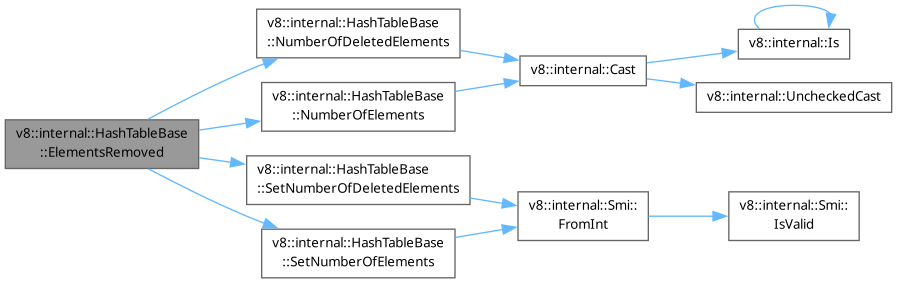 v8::internal::HashTableBase
::ElementsRemoved
v8::internal::HashTableBase
::NumberOfDeletedElements
v8::internal::HashTableBase
::NumberOfElements
v8::internal::HashTableBase
::SetNumberOfDeletedElements
v8::internal::HashTableBase
::SetNumberOfElements
v8::internal::Cast
v8::internal::Is
v8::internal::UncheckedCast
v8::internal::Smi::
FromInt
v8::internal::Smi::
IsValid